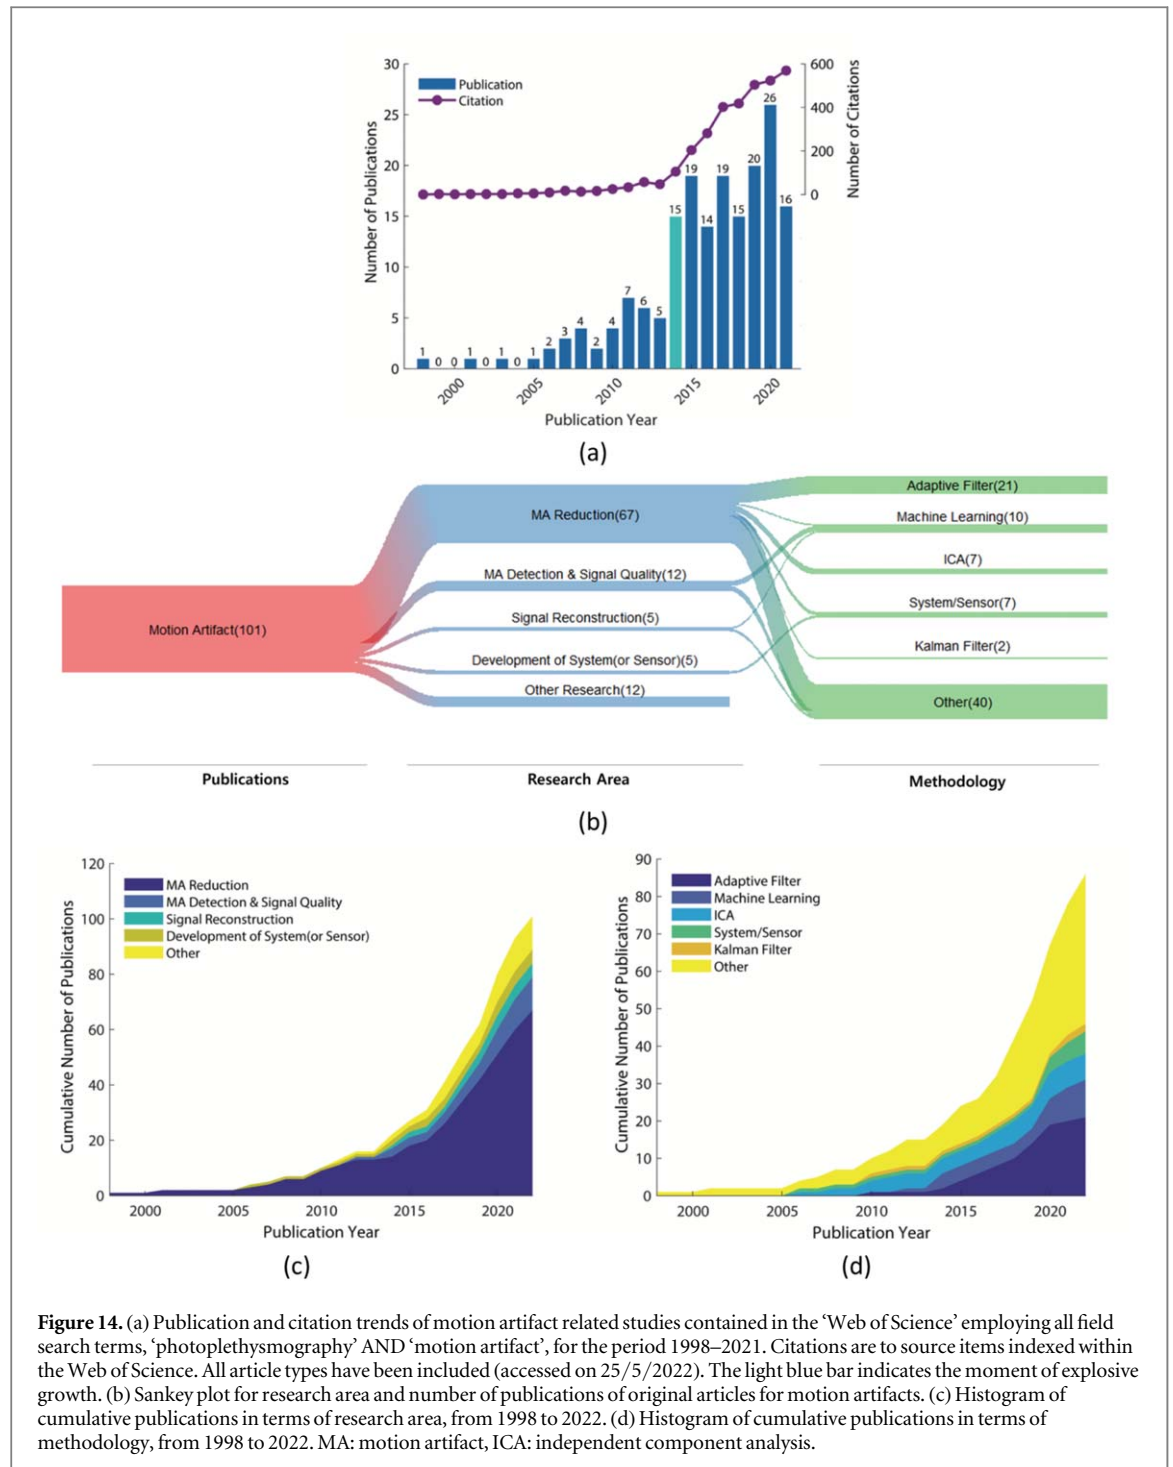 30
25
20
15
10
5
0
Number of Publications
Publication
Citation
600
400
200
0
Number of Citations
1
0
0
1
0
1
0
1
2
3
4
2
4
7
6
5
15
19
14
19
15
20
26
16
2000
2005
2010
2015
2020
Publication Year
(a)
Motion Artifact(101)
MA Reduction(67)
MA Detection & Signal Quality(12)
Signal Reconstruction(5)
Development of System(or Sensor)(5)
Other Research(12)
Adaptive Filter(21)
Machine Learning(10)
ICA(7)
System/Sensor(7)
Kalman Filter(2)
Other(40)
Publications
Research Area
Methodology
(b)
120
100
80
60
40
20
0
Cumulative Number of Publications
MA Reduction
MA Detection & Signal Quality
Signal Reconstruction
Development of System(or Sensor)
Other
2000
2005
2010
2015
2020
Publication Year
(c)
90
80
70
60
50
40
30
20
10
0
Cumulative Number of Publications
Adaptive Filter
Machine Learning
ICA
System/Sensor
Kalman Filter
Other
2000
2005
2010
2015
2020
Publication Year
(d)
Figure 14. (a) Publication and citation trends of motion artifact related studies contained in the ‘Web of Science’ employing all field
search terms, ‘photoplethysmography’ AND ‘motion artifact’, for the period 1998–2021. Citations are to source items indexed within
the Web of Science. All article types have been included (accessed on 25/5/2022). The light blue bar indicates the moment of explosive
growth. (b) Sankey plot for research area and number of publications of original articles for motion artifacts. (c) Histogram of
cumulative publications in terms of research area, from 1998 to 2022. (d) Histogram of cumulative publications in terms of
methodology, from 1998 to 2022. MA: motion artifact, ICA: independent component analysis.